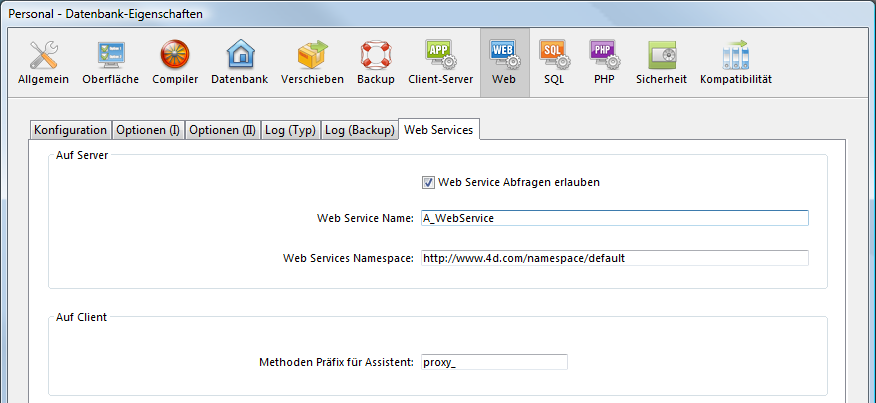 Personal - Datenbank-Eigenschaften
APP WEB SQL PHP
Allgemein Oberfläche Compiler Datenbank Verschieben Backup Client-Server Web SQL PHP Sicherheit Kompatibilität
Konfiguration Optionen (I) Optionen (II) Log (Typ) Log (Backup) Web Services
Auf Server
Web Service Abfragen erlauben
Web Service Name: A_WebService
Web Services Namespace: http://www.4d.com/namespace/default
Auf Client
Methoden Präfix für Assistent: proxy_